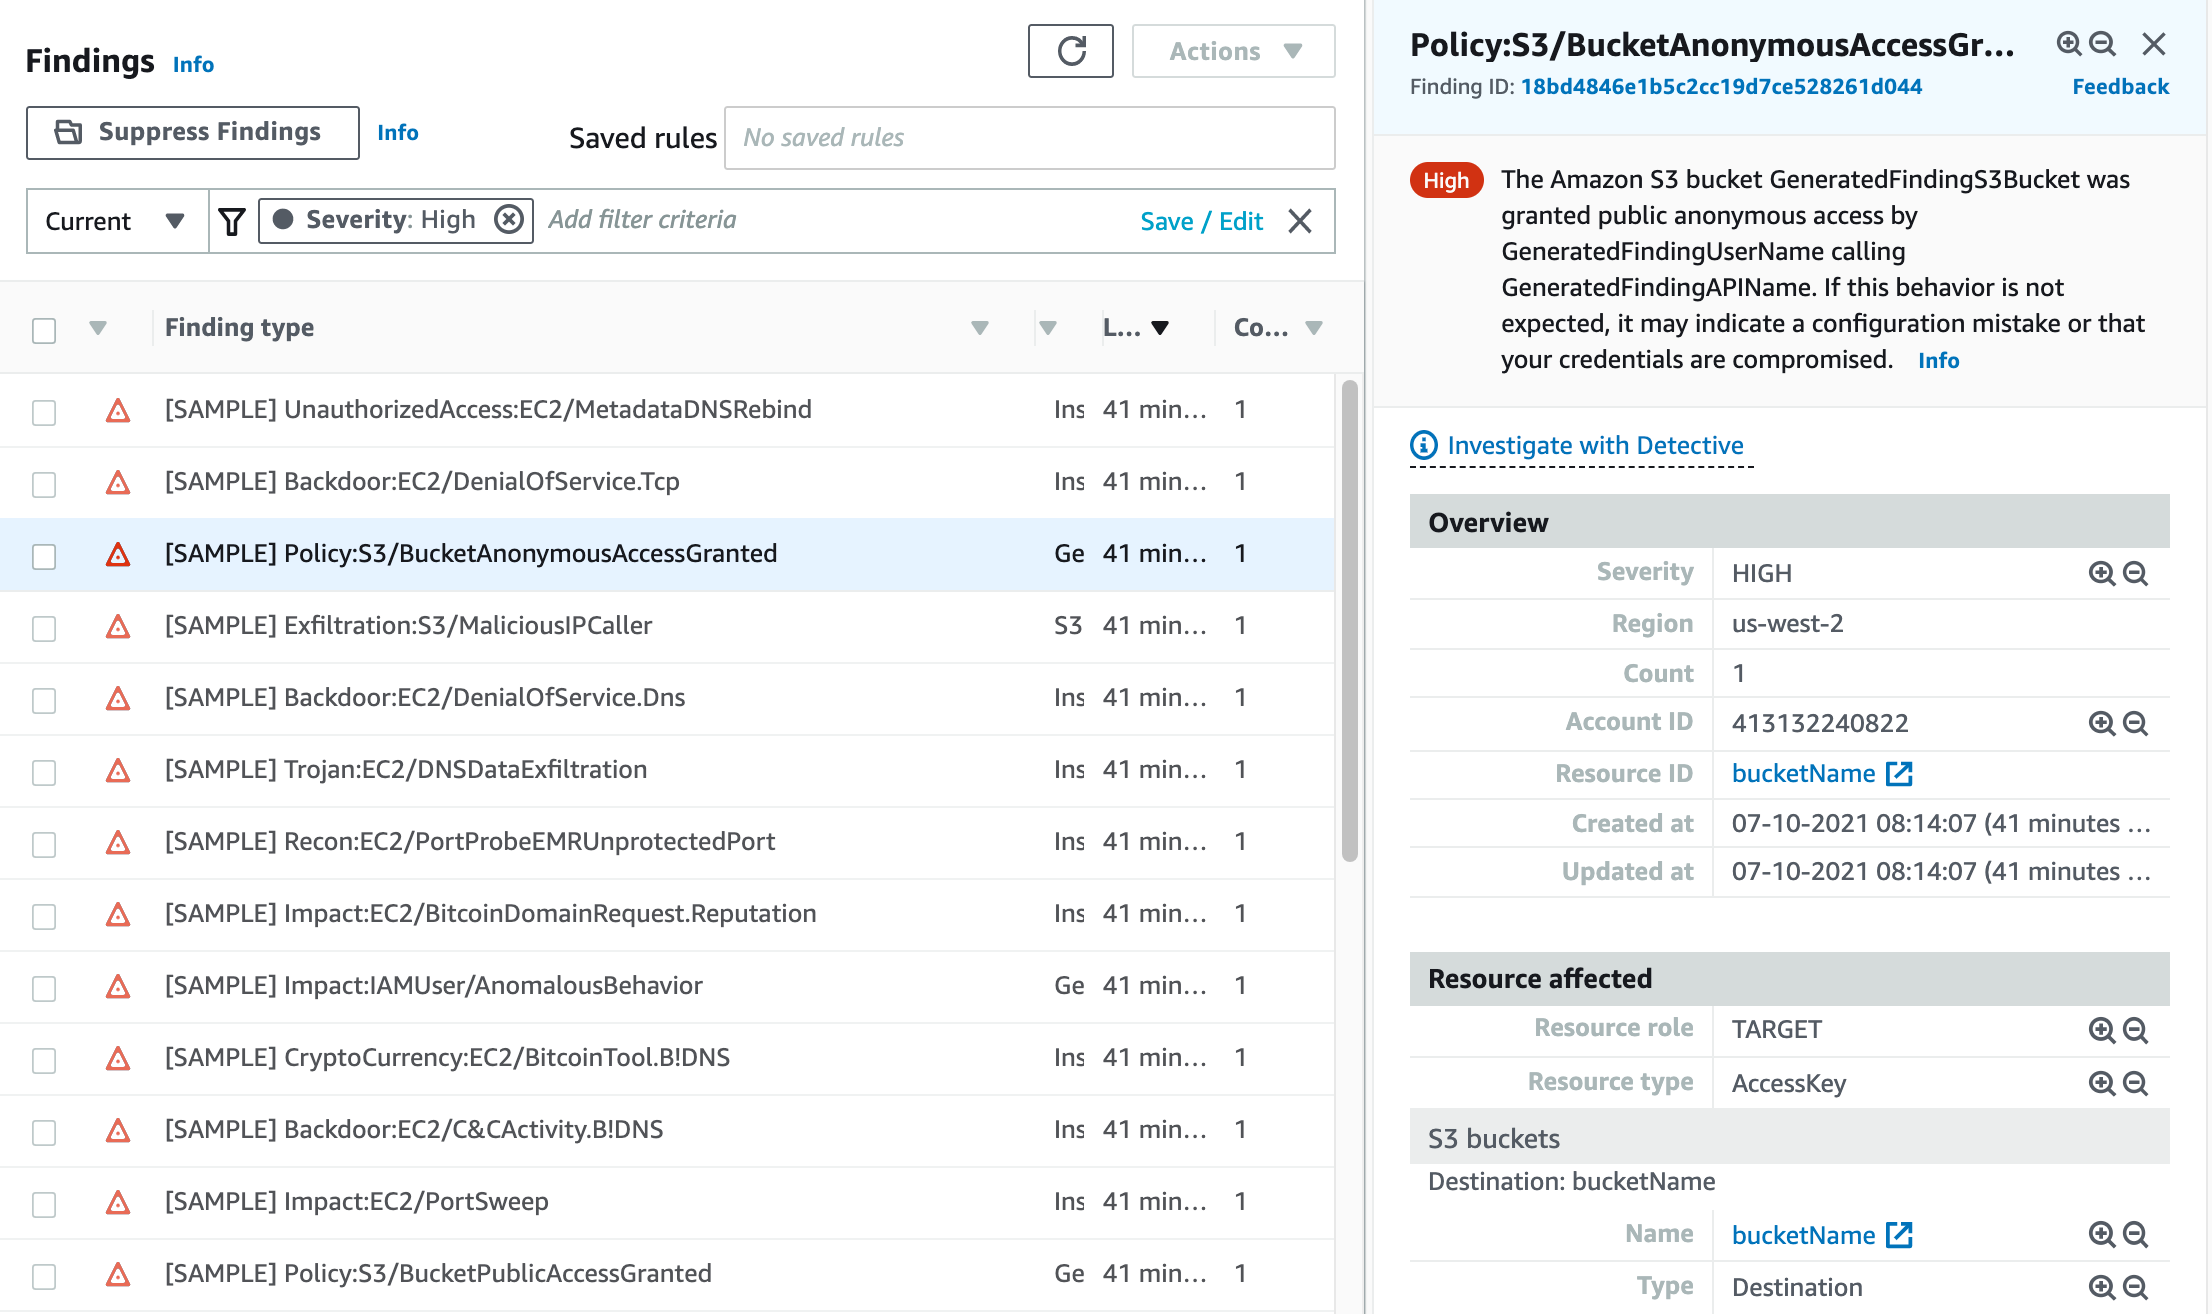 Findings Info
Actions
Suppress Findings Info
Saved rules No saved rules
Current Severity: High Add filter criteria Save / Edit
Finding type L... Co...
[SAMPLE] UnauthorizedAccess:EC2/MetadataDNSRebind Ins 41 min... 1
[SAMPLE] Backdoor:EC2/DenialOfService.Tcp Ins 41 min... 1
[SAMPLE] Policy:S3/BucketAnonymousAccessGranted Ge 41 min... 1
[SAMPLE] Exfiltration:S3/MaliciousIPCaller S3 41 min... 1
[SAMPLE] Backdoor:EC2/DenialOfService.Dns Ins 41 min... 1
[SAMPLE] Trojan:EC2/DNSDataExfiltration Ins 41 min... 1
[SAMPLE] Recon:EC2/PortProbeEMRUnprotectedPort Ins 41 min... 1
[SAMPLE] Impact:EC2/BitcoinDomainRequest.Reputation Ins 41 min... 1
[SAMPLE] Impact:IAMUser/AnomalousBehavior Ge 41 min... 1
[SAMPLE] CryptoCurrency:EC2/BitcoinTool.B!DNS Ins 41 min... 1
[SAMPLE] Backdoor:EC2/C&CActivity.B!DNS Ins 41 min... 1
[SAMPLE] Impact:EC2/PortSweep Ins 41 min... 1
[SAMPLE] Policy:S3/BucketPublicAccessGranted Ge 41 min... 1
Policy:S3/BucketAnonymousAccessGr...
Finding ID: 18bd4846e1b5c2cc19d7ce528261d044 Feedback
High The Amazon S3 bucket GeneratedFindingS3Bucket was
granted public anonymous access by
GeneratedFindingUserName calling
GeneratedFindingAPIName. If this behavior is not
expected, it may indicate a configuration mistake or that
your credentials are compromised. Info
Investigate with Detective
Overview
Severity HIGH
Region us-west-2
Count 1
Account ID 413132240822
Resource ID bucketName
Created at 07-10-2021 08:14:07 (41 minutes ...
Updated at 07-10-2021 08:14:07 (41 minutes ...
Resource affected
Resource role TARGET
Resource type AccessKey
S3 buckets
Destination: bucketName
Name bucketName
Type Destination